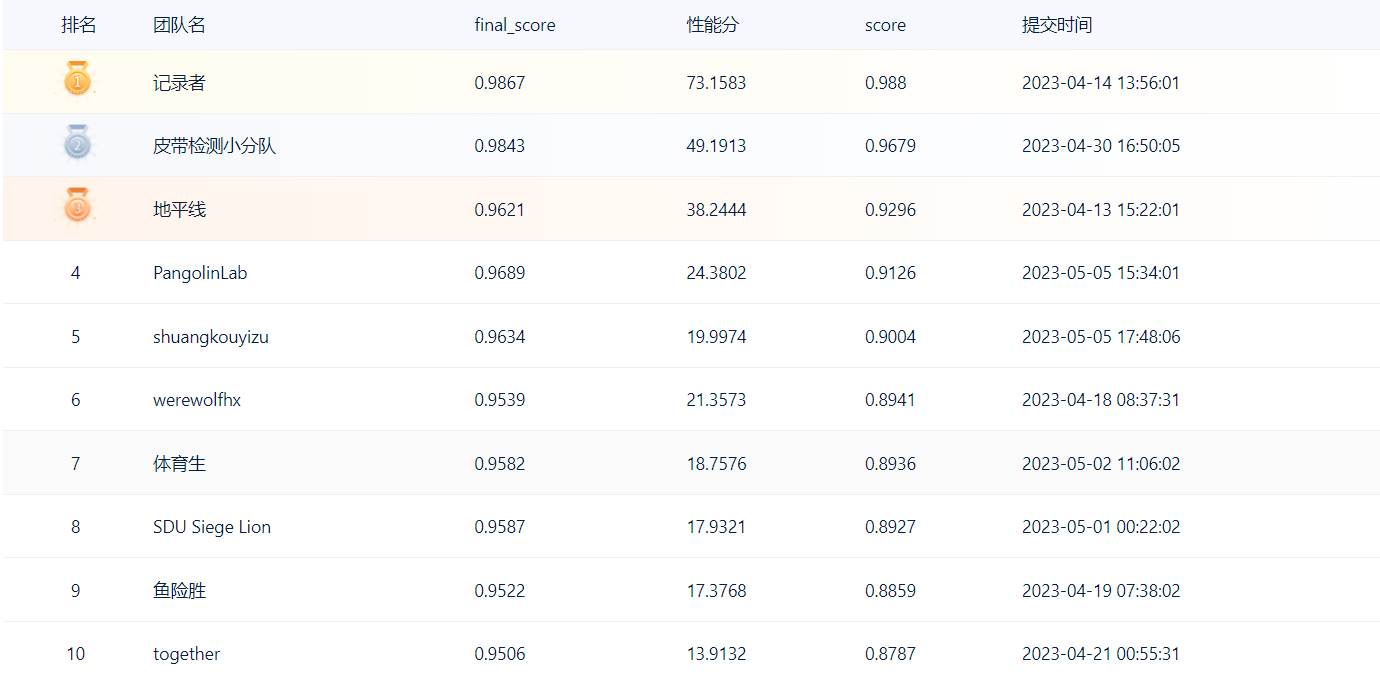 排名 团队名 final_score 性能分 score 提交时间
1 记录者 0.9867 73.1583 0.988 2023-04-14 13:56:01
2 皮带检测小分队 0.9843 49.1913 0.9679 2023-04-30 16:50:05
3 地平线 0.9621 38.2444 0.9296 2023-04-13 15:22:01
4 PangolinLab 0.9689 24.3802 0.9126 2023-05-05 15:34:01
5 shuangkouyizu 0.9634 19.9974 0.9004 2023-05-05 17:48:06
6 werewolfhx 0.9539 21.3573 0.8941 2023-04-18 08:37:31
7 体育生 0.9582 18.7576 0.8936 2023-05-02 11:06:02
8 SDU Siege Lion 0.9587 17.9321 0.8927 2023-05-01 00:22:02
9 鱼险胜 0.9522 17.3768 0.8859 2023-04-19 07:38:02
10 together 0.9506 13.9132 0.8787 2023-04-21 00:55:31